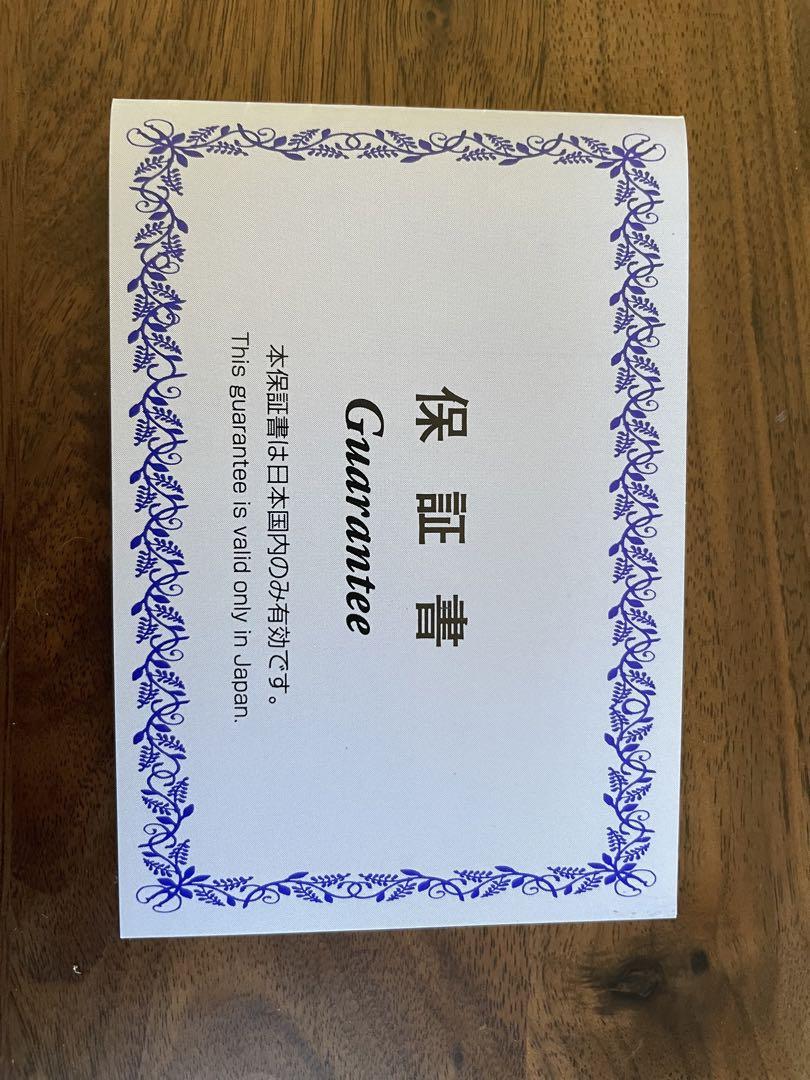 保証書
Guarantee
本保証書は日本国内のみ有効です。
This guarantee is valid only in Japan.